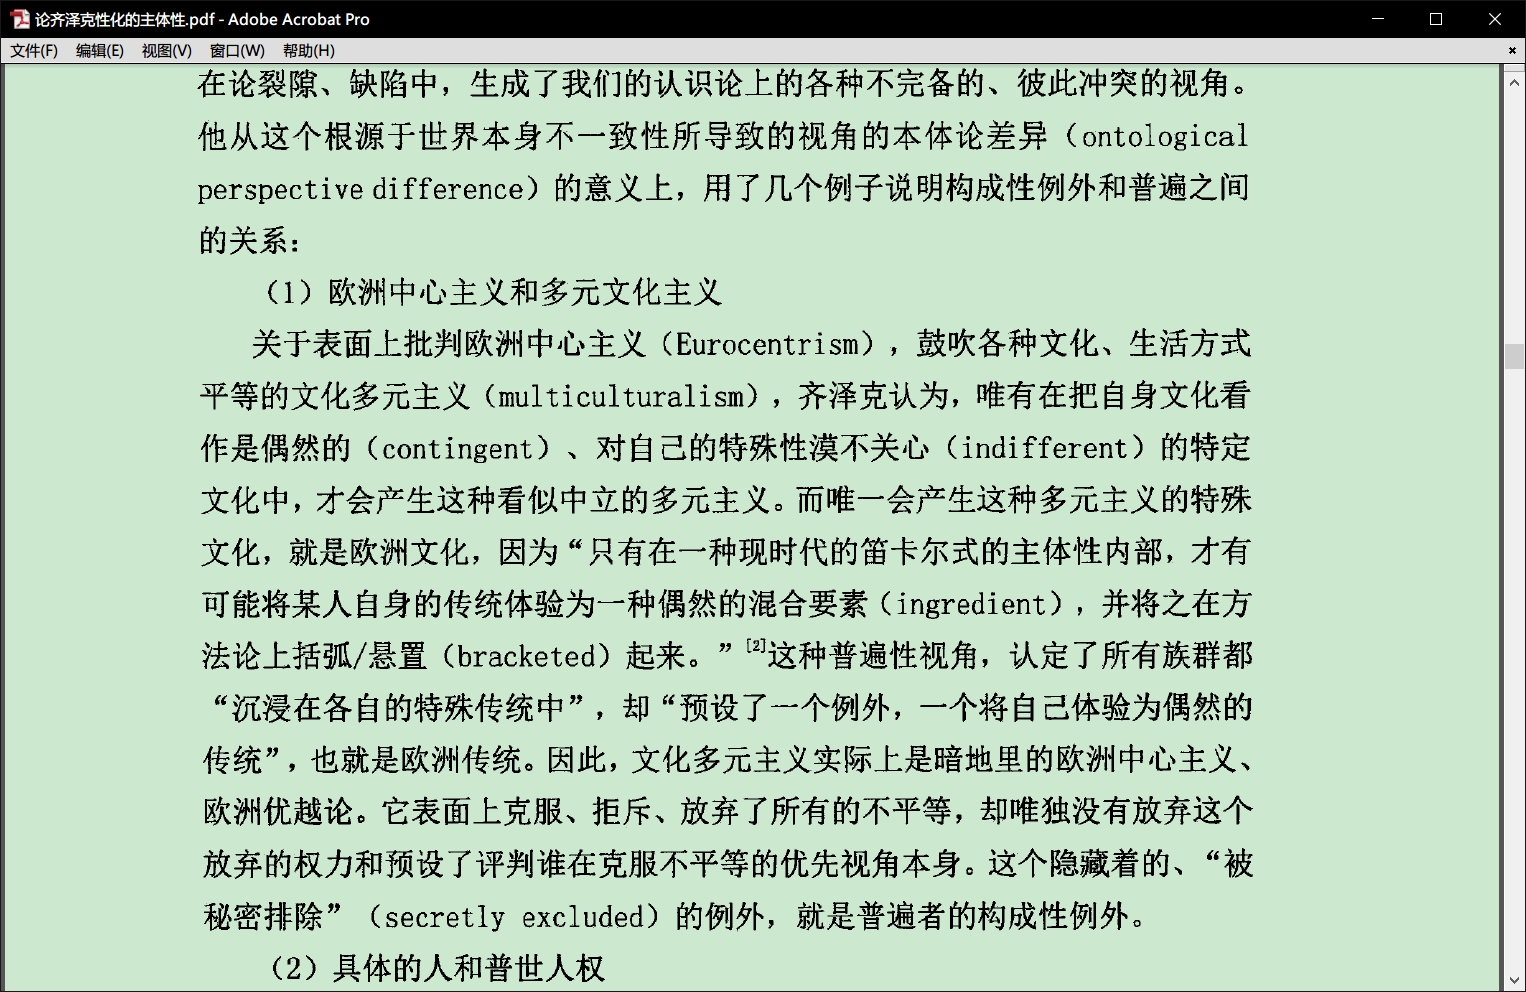 论齐泽克性化的主体性.pdf - Adobe Acrobat Pro
文件(F) 编辑(E) 视图(V) 窗口(W) 帮助(H)
在论裂隙、缺陷中，生成了我们的认识论上的各种不完备的、彼此冲突的视角。
他从这个根源于世界本身不一致性所导致的视角的本体论差异（ontological
perspective difference）的意义上，用了几个例子说明构成性例外和普遍之间
的关系：
（1）欧洲中心主义和多元文化主义
关于表面上批判欧洲中心主义（Eurocentrism），鼓吹各种文化、生活方式
平等的文化多元主义（multiculturalism），齐泽克认为，唯有在把自身文化看
作是偶然的（contingent）、对自己的特殊性漠不关心（indifferent）的特定
文化中，才会产生这种看似中立的多元主义。而唯一会产生这种多元主义的特殊
文化，就是欧洲文化，因为“只有在一种现时代的笛卡尔式的主体性内部，才有
可能将某人自身的传统体验为一种偶然的混合要素（ingredient），并将之在方
法论上括弧/悬置（bracketed）起来。”[2]这种普遍性视角，认定了所有族群都
“沉浸在各自的特殊传统中”，却“预设了一个例外，一个将自己体验为偶然的
传统”，也就是欧洲传统。因此，文化多元主义实际上是暗地里的欧洲中心主义、
欧洲优越论。它表面上克服、拒斥、放弃了所有的不平等，却唯独没有放弃这个
放弃的权力和预设了评判谁在克服不平等的优先视角本身。这个隐藏着的、“被
秘密排除”（secretly excluded）的例外，就是普遍者的构成性例外。
（2）具体的人和普世人权